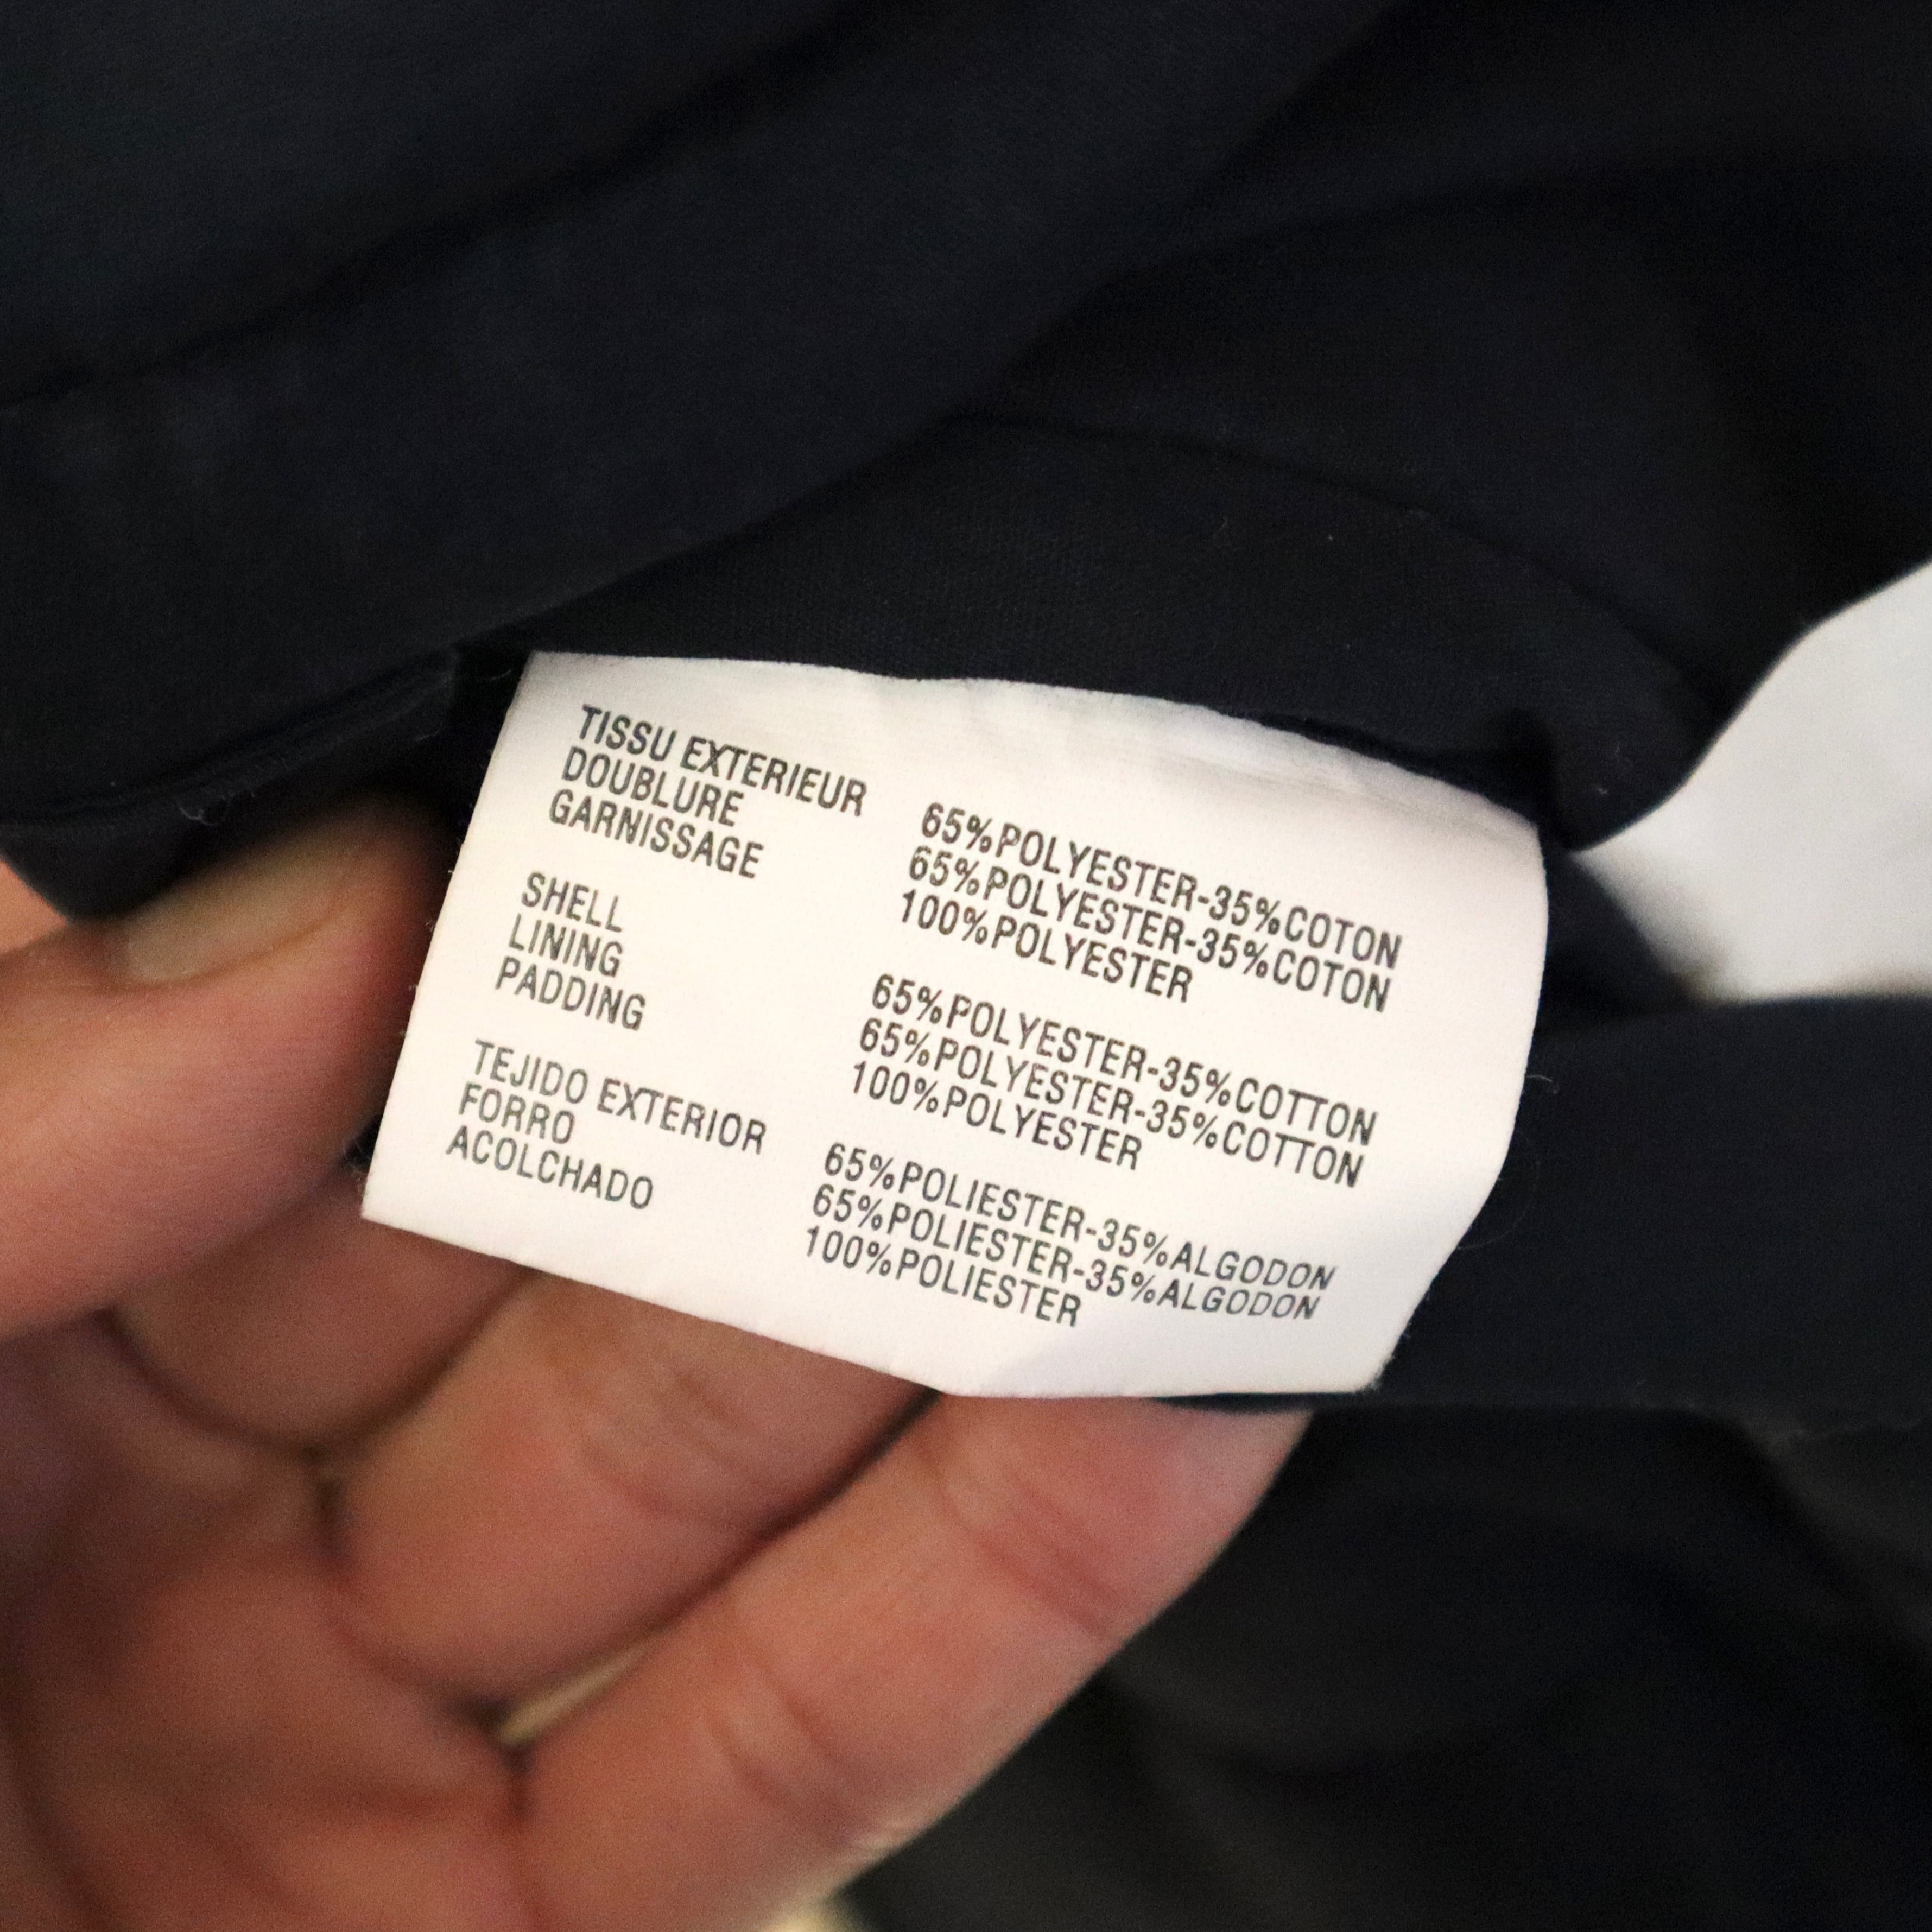 TISSU EXTERIEUR 65%POLYESTER-35%COTON
DOUBLURE 65%POLYESTER-35%COTON
GARNISSAGE 100%POLYESTER
SHELL 65%POLYESTER-35%COTTON
LINING 65%POLYESTER-35%COTTON
PADDING 100%POLYESTER
TEJIDO EXTERIOR 65%POLIESTER-35%ALGODON
FORRO 65%POLIESTER-35%ALGODON
ACOLCHADO 100%POLIESTER